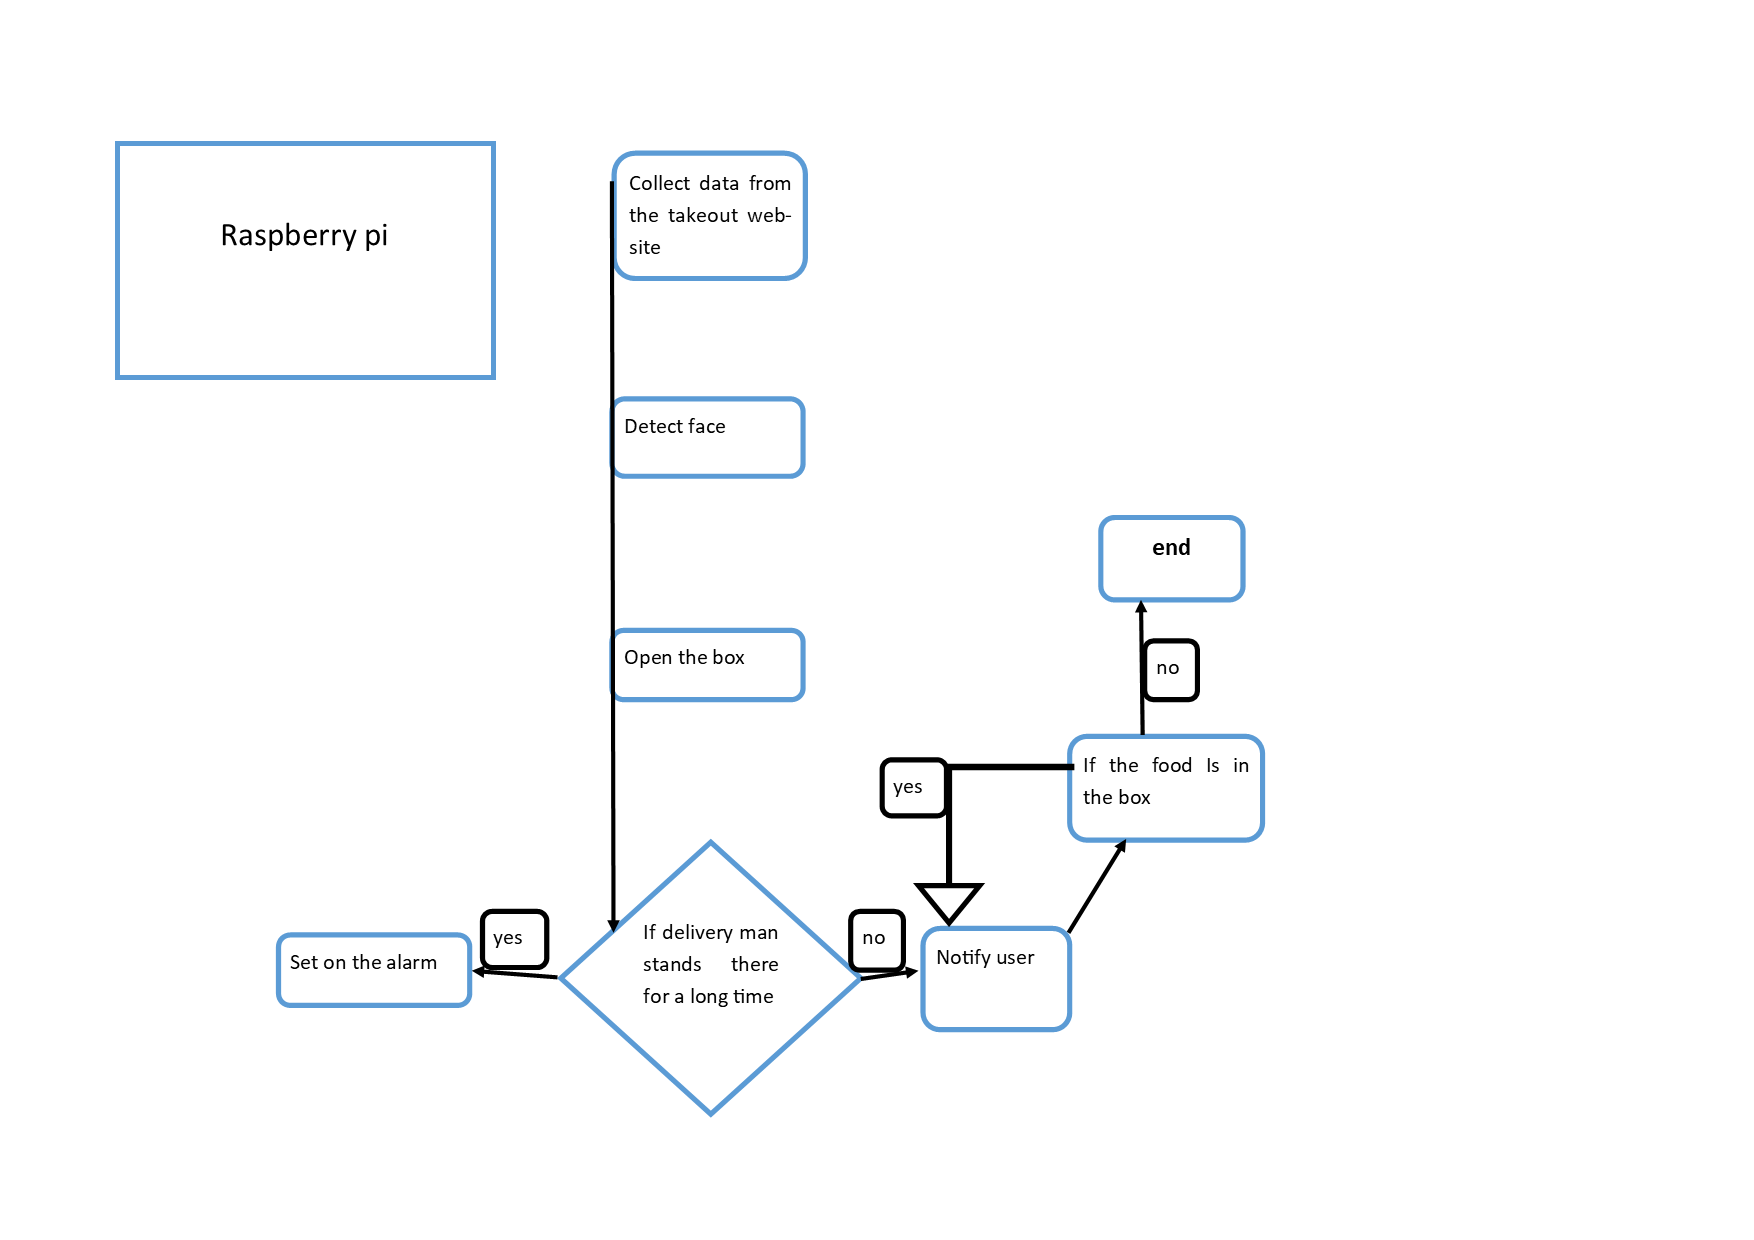 Raspberry pi
Collect data from
the takeout web-
site
Detect face
Open the box
end
no
If the food Is in
the box
yes
If delivery man
stands there
for a long time
yes
Set on the alarm
no
Notify user